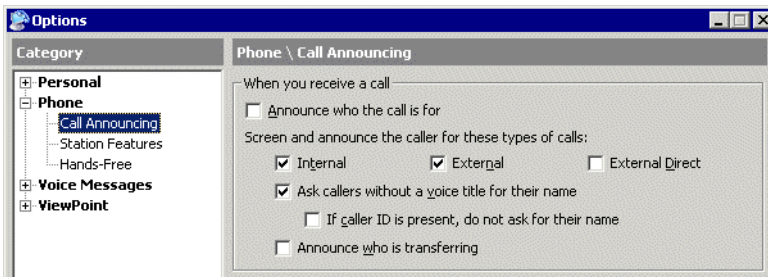 Options
Category
Phone \ Call Announcing
Personal
Phone
Call Announcing
Station Features
Hands-Free
Voice Messages
ViewPoint
When you receive a call
Announce who the call is for
Screen and announce the caller for these types of calls:
Internal External External Direct
Ask callers without a voice title for their name
If caller ID is present, do not ask for their name
Announce who is transferring